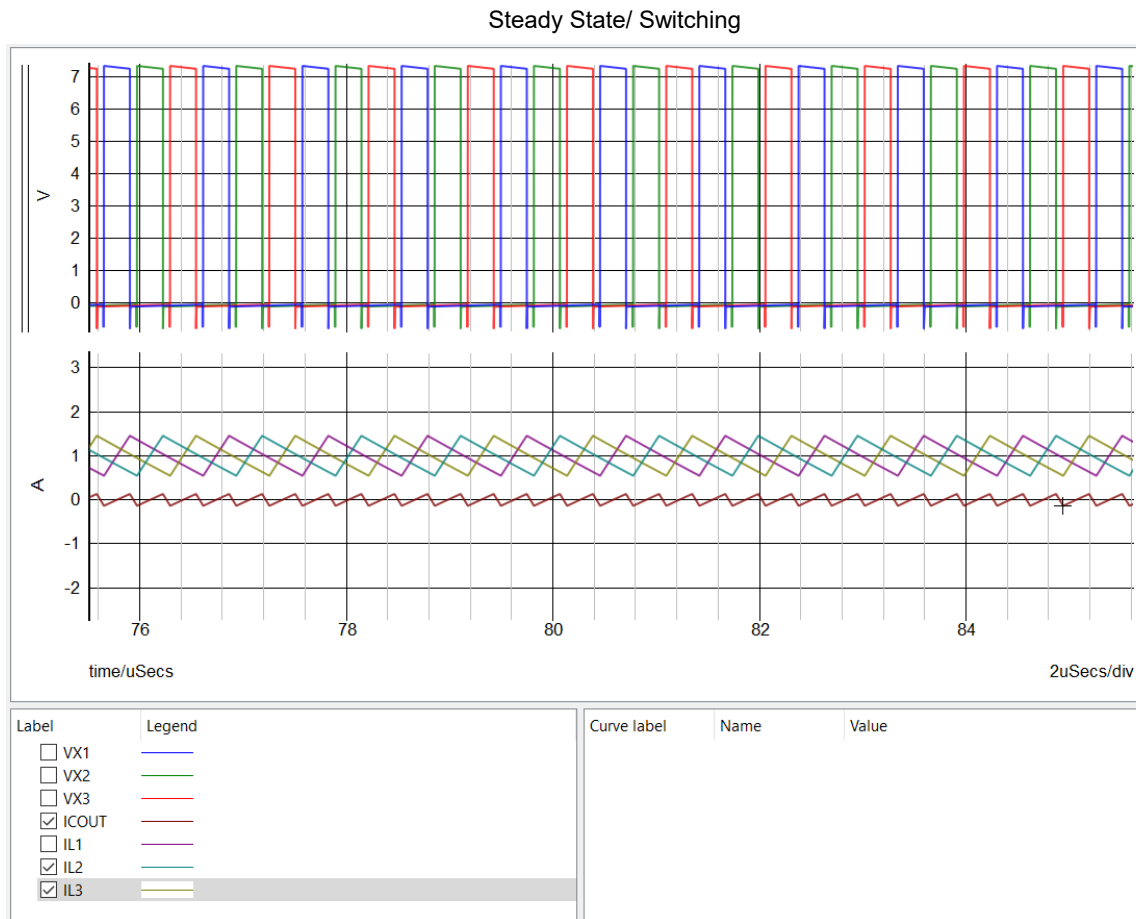 Steady State/ Switching
7
6
5
4
3
2
1
0
V
3
2
1
0
-1
-2
A
76 78 80 82 84
time/uSecs 2uSecs/div
Label Legend
VX1
VX2
VX3
ICOUT
IL1
IL2
IL3
Curve label Name Value